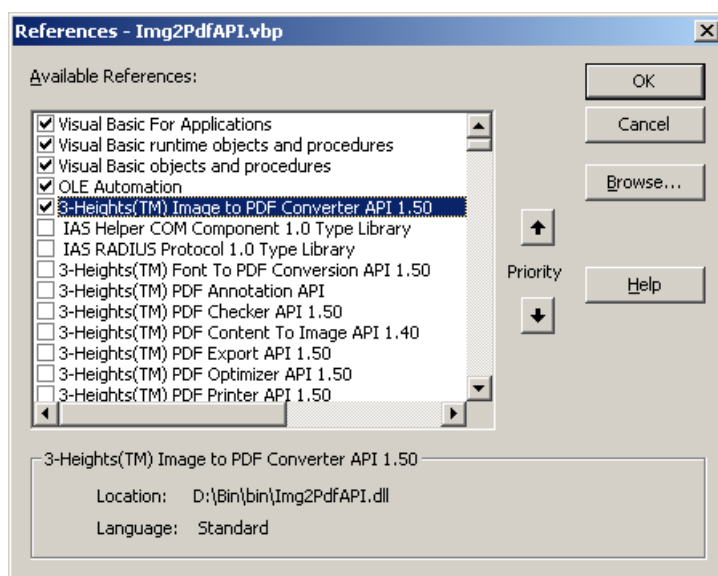 References - Img2PdfAPI.vbp
Available References:
Visual Basic For Applications
Visual Basic runtime objects and procedures
Visual Basic objects and procedures
OLE Automation
3-Heights(TM) Image to PDF Converter API 1.50
IAS Helper COM Component 1.0 Type Library
IAS RADIUS Protocol 1.0 Type Library
3-Heights(TM) Font To PDF Conversion API 1.50
3-Heights(TM) PDF Annotation API
3-Heights(TM) PDF Checker API 1.50
3-Heights(TM) PDF Content To Image API 1.40
3-Heights(TM) PDF Export API 1.50
3-Heights(TM) PDF Optimizer API 1.50
3-Heights(TM) PDF Printer API 1.50
Priority
OK
Cancel
Browse...
Help
3-Heights(TM) Image to PDF Converter API 1.50
Location: D:\Bin\bin\Img2PdfAPI.dll
Language: Standard